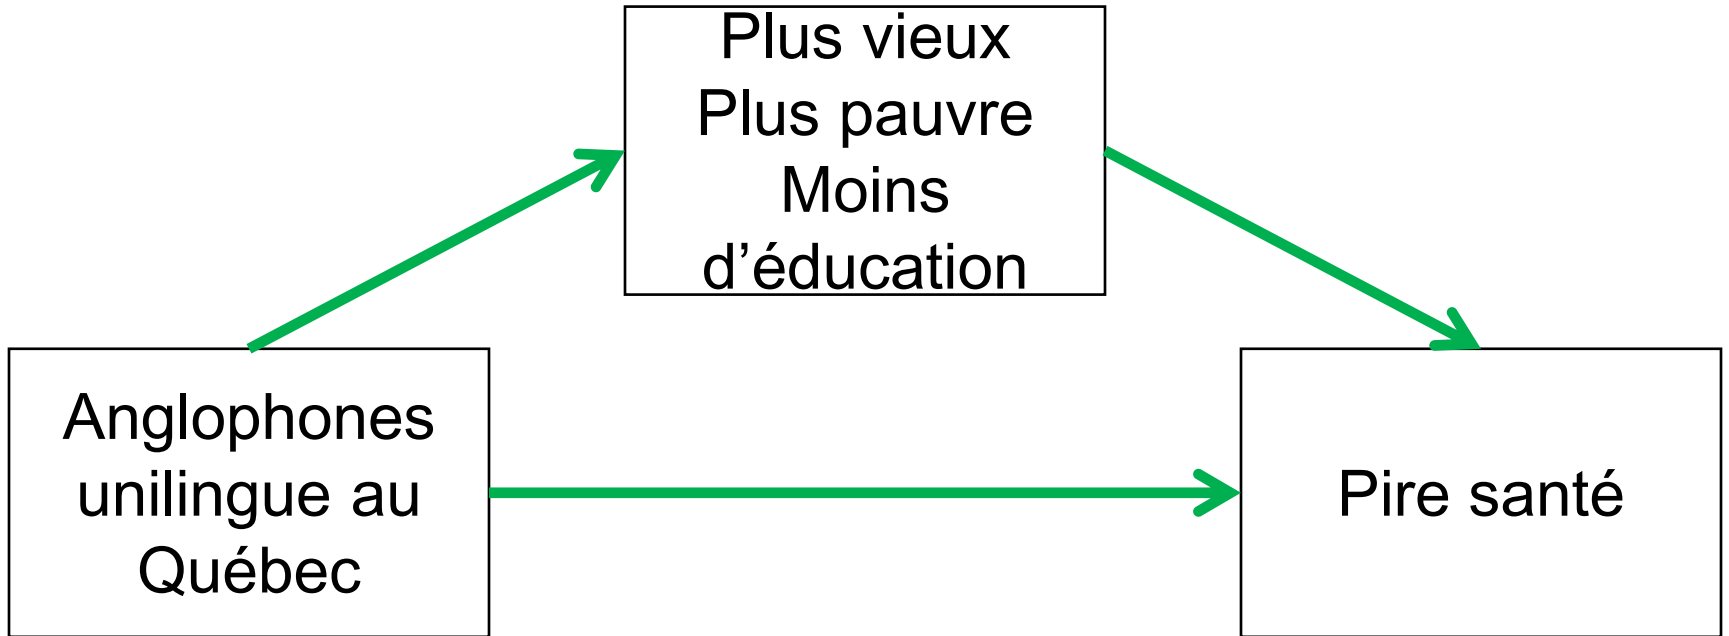 Plus vieux
Plus pauvre
Moins
d’éducation
Anglophones
unilingue au
Québec
Pire santé